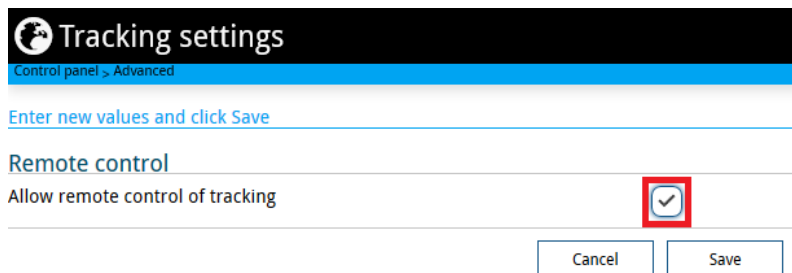 Tracking settings
Control panel > Advanced
Enter new values and click Save
Remote control
Allow remote control of tracking
Cancel Save